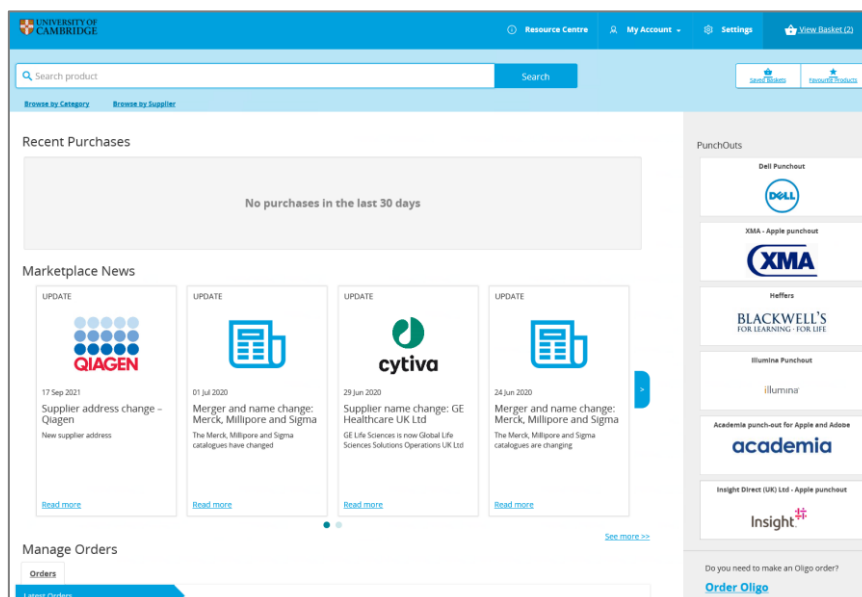 UNIVERSITY OF
CAMBRIDGE
Resource Centre
My Account
Settings
View Basket (2)
Search product
Search
Saved Baskets
Favourite Products
Browse by Category
Browse by Supplier
Recent Purchases
No purchases in the last 30 days
Marketplace News
UPDATE
QIAGEN
17 Sep 2021
Supplier address change –
Qiagen
New supplier address
Read more
UPDATE
01 Jul 2020
Merger and name change:
Merck, Millipore and Sigma
The Merck, Millipore and Sigma
catalogues have changed
Read more
UPDATE
cytiva
29 Jun 2020
Supplier name change: GE
Healthcare UK Ltd
GE Life Sciences is now Global Life
Sciences Solutions Operations UK Ltd
Read more
UPDATE
24 Jun 2020
Merger and name change:
Merck, Millipore and Sigma
The Merck, Millipore and Sigma
catalogues are changing
Read more
>
See more >>
Manage Orders
Orders
Latest Orders
PunchOuts
Dell Punchout
DELL
XMA - Apple punchout
XMA
Heffers
BLACKWELL'S
FOR LEARNING · FOR LIFE
Illumina Punchout
illumina
Academia punch-out for Apple and Adobe
academia
Insight Direct (UK) Ltd - Apple punchout
Insight
Do you need to make an Oligo order?
Order Oligo